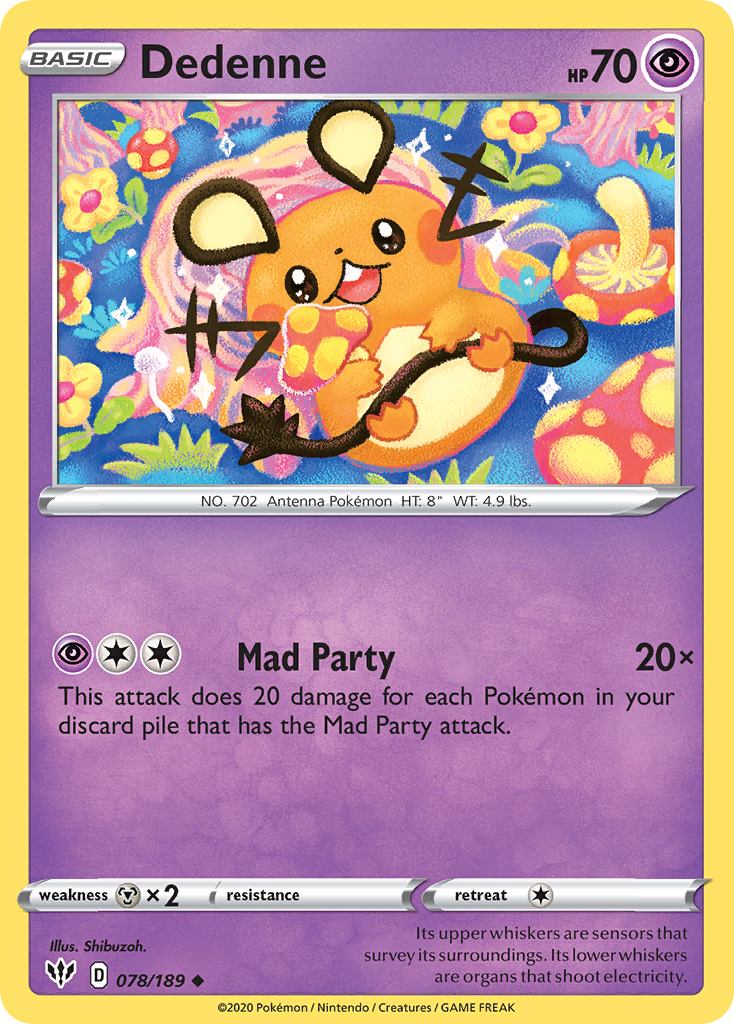 BASIC Dedenne HP 70
NO. 702 Antenna Pokémon HT: 8" WT: 4.9 lbs.
Mad Party 20×
This attack does 20 damage for each Pokémon in your
discard pile that has the Mad Party attack.
weakness ×2 resistance retreat
Its upper whiskers are sensors that
survey its surroundings. Its lower whiskers
are organs that shoot electricity.
Illus. Shibuzoh.
D 078/189
©2020 Pokémon / Nintendo / Creatures / GAME FREAK